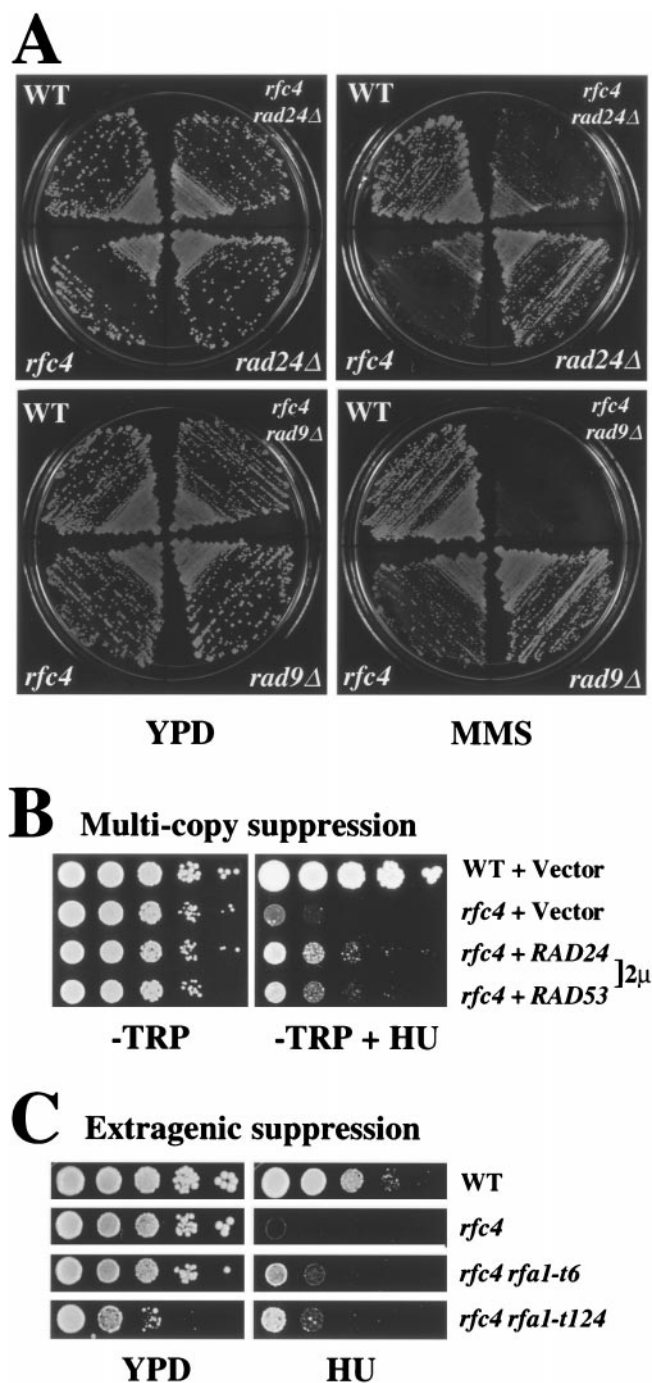 A
WT
rfc4
rad24Δ
WT
rfc4
rad24Δ
rfc4
rad24Δ
rfc4
rad24Δ
WT
rfc4
rad9Δ
WT
rfc4
rad9Δ
rfc4
rad9Δ
rfc4
rad9Δ
YPD
MMS
B Multi-copy suppression
WT + Vector
rfc4 + Vector
rfc4 + RAD24
rfc4 + RAD53
]2μ
-TRP
-TRP + HU
C Extragenic suppression
WT
rfc4
rfc4 rfa1-t6
rfc4 rfa1-t124
YPD
HU